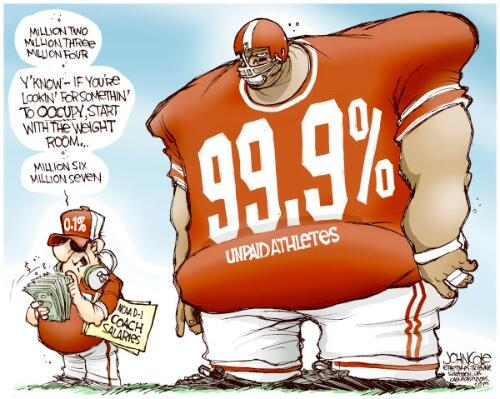 MILLION TWO
MILLION THREE
MILLION FOUR
Y'KNOW - IF YOU'RE
LOOKIN' FOR SOMETHIN'
TO OCCUPY, START
WITH THE WEIGHT
ROOM...
MILLION SIX
MILLION SEVEN
0.1%
NCAA D-1
COACH
SALARIES
99.9%
UNPAID ATHLETES
JOHN COLE